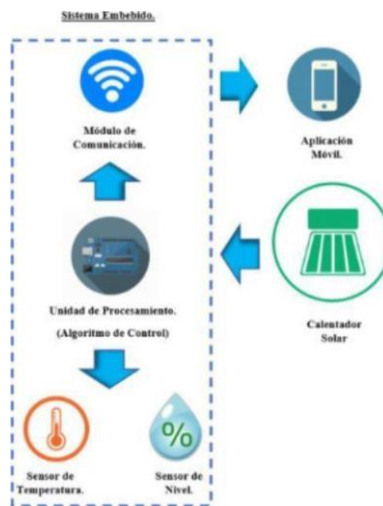 Sistema Embebido.
Módulo de
Comunicación.
Aplicación
Móvil.
Unidad de Procesamiento.
(Algoritmo de Control)
Calentador
Solar
Sensor de
Temperatura.
%
Sensor de
Nivel.